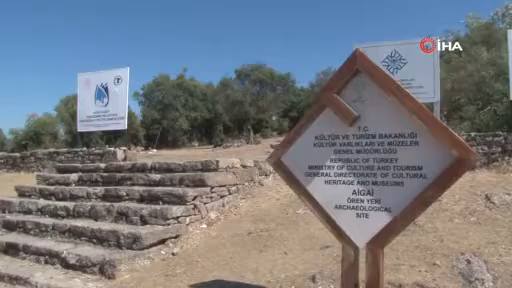 İHA
T.C.
KÜLTÜR VE TURİZM BAKANLIĞI
KÜLTÜR VARLIKLARI VE MÜZELER
GENEL MÜDÜRLÜĞÜ
REPUBLIC OF TURKEY
MINISTRY OF CULTURE AND TOURISM
GENERAL DIRECTORATE OF CULTURAL
HERITAGE AND MUSEUMS
AİGAİ
ÖREN YERİ
ARCHAEOLOGICAL
SITE